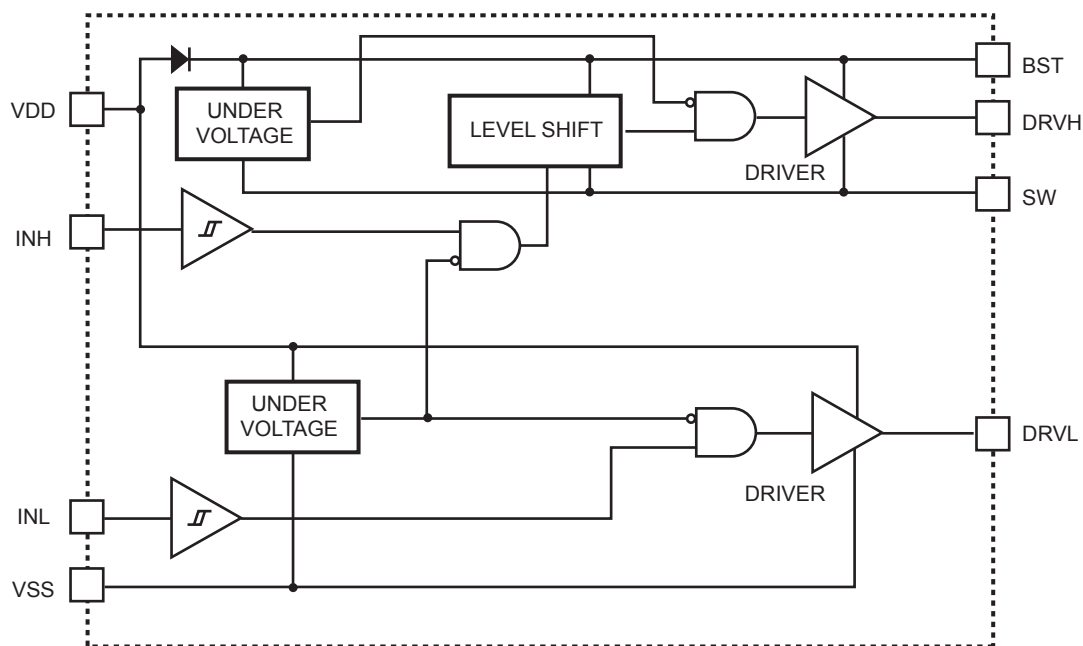 BST
VDD
UNDER
VOLTAGE
LEVEL SHIFT
DRVH
DRIVER
SW
INH
UNDER
VOLTAGE
DRVL
DRIVER
INL
VSS